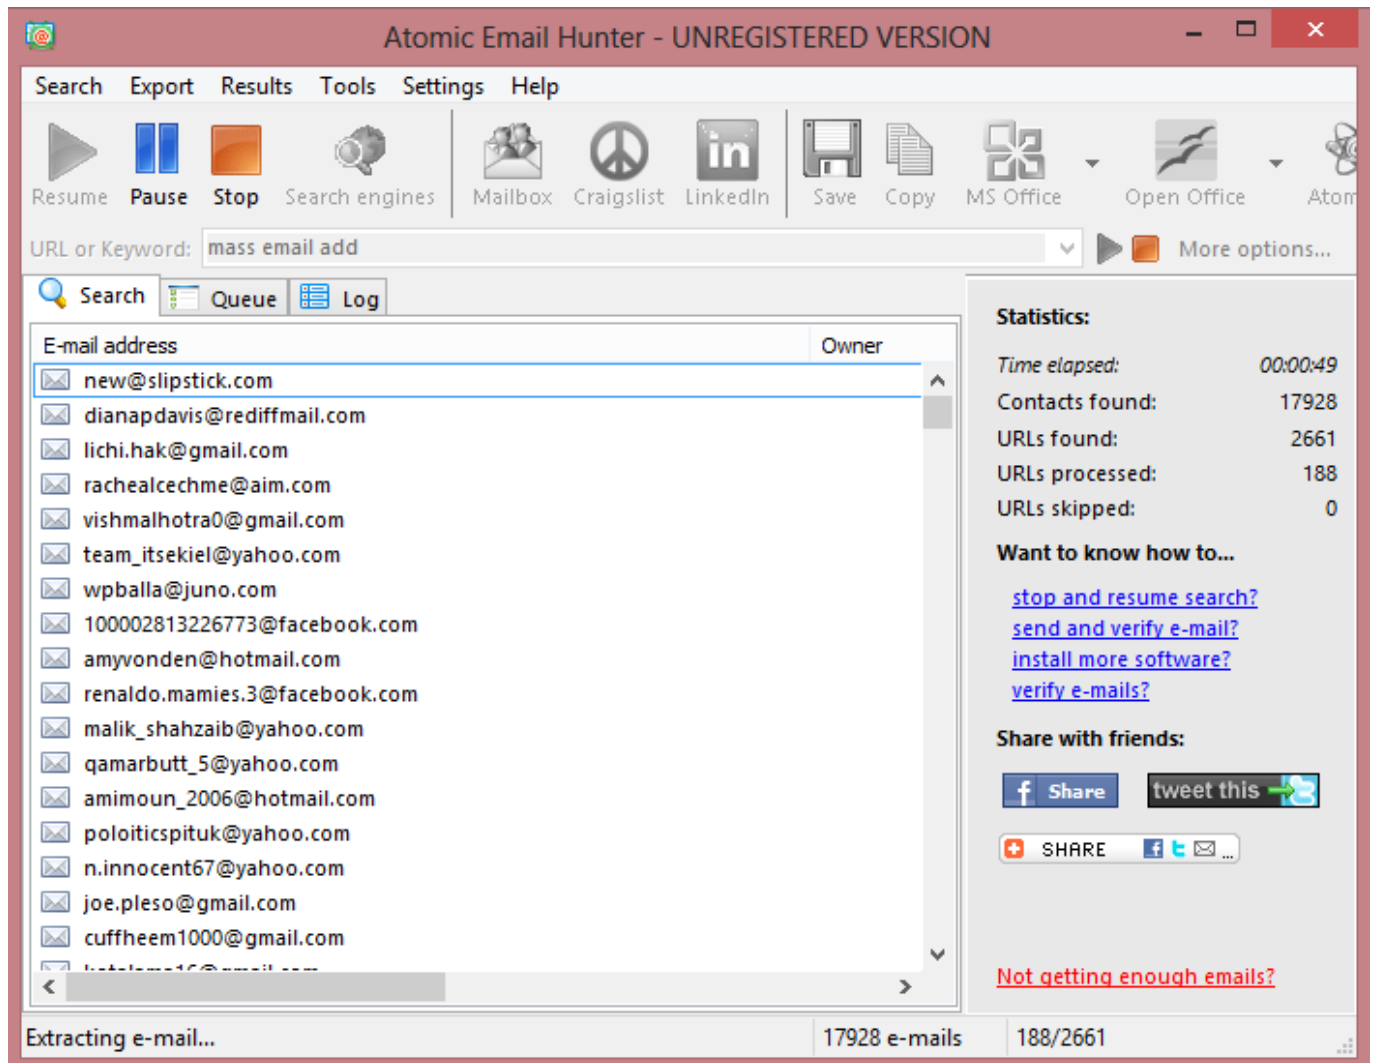 Atomic Email Hunter - UNREGISTERED VERSION
Search Export Results Tools Settings Help
Resume Pause Stop Search engines Mailbox Craigslist LinkedIn Save Copy MS Office Open Office Atom
URL or Keyword: mass email add More options...
Search Queue Log
E-mail address Owner
new@slipstick.com
dianapdavis@rediffmail.com
lichi.hak@gmail.com
rachealcechme@aim.com
vishmalhotra0@gmail.com
team_itsekiel@yahoo.com
wpballa@juno.com
100002813226773@facebook.com
amyvonden@hotmail.com
renaldo.mamies.3@facebook.com
malik_shahzaib@yahoo.com
qamarbutt_5@yahoo.com
amimoun_2006@hotmail.com
poloiticspituk@yahoo.com
n.innocent67@yahoo.com
joe.pleso@gmail.com
cuffheem1000@gmail.com
Statistics:
Time elapsed: 00:00:49
Contacts found: 17928
URLs found: 2661
URLs processed: 188
URLs skipped: 0
Want to know how to...
stop and resume search?
send and verify e-mail?
install more software?
verify e-mails?
Share with friends:
f Share tweet this
SHARE ...
Not getting enough emails?
Extracting e-mail... 17928 e-mails 188/2661